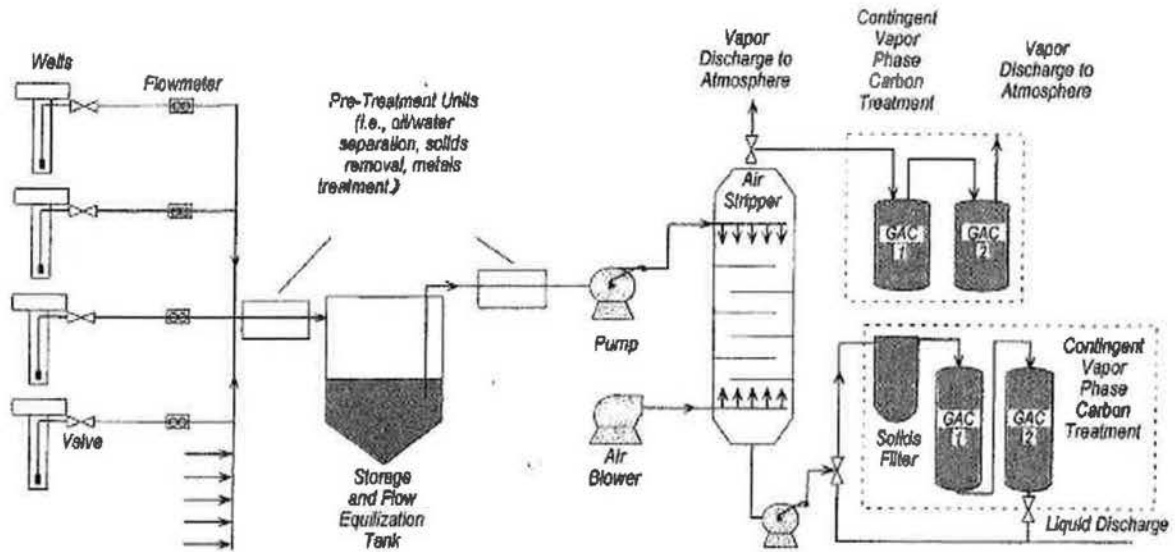 Wells
Flowmeter
Pre-Treatment Units
(i.e., oil/water
separation, solids
removal, metals
treatment.)
Vapor
Discharge to
Atmosphere
Contingent
Vapor
Phase
Carbon
Treatment
Vapor
Discharge to
Atmosphere
Air
Stripper
GAC
1
GAC
2
Pump
Valve
Storage
and Flow
Equilization
Tank
Air
Blower
Solids
Filter
GAC
1
GAC
2
Contingent
Vapor
Phase
Carbon
Treatment
Liquid Discharge